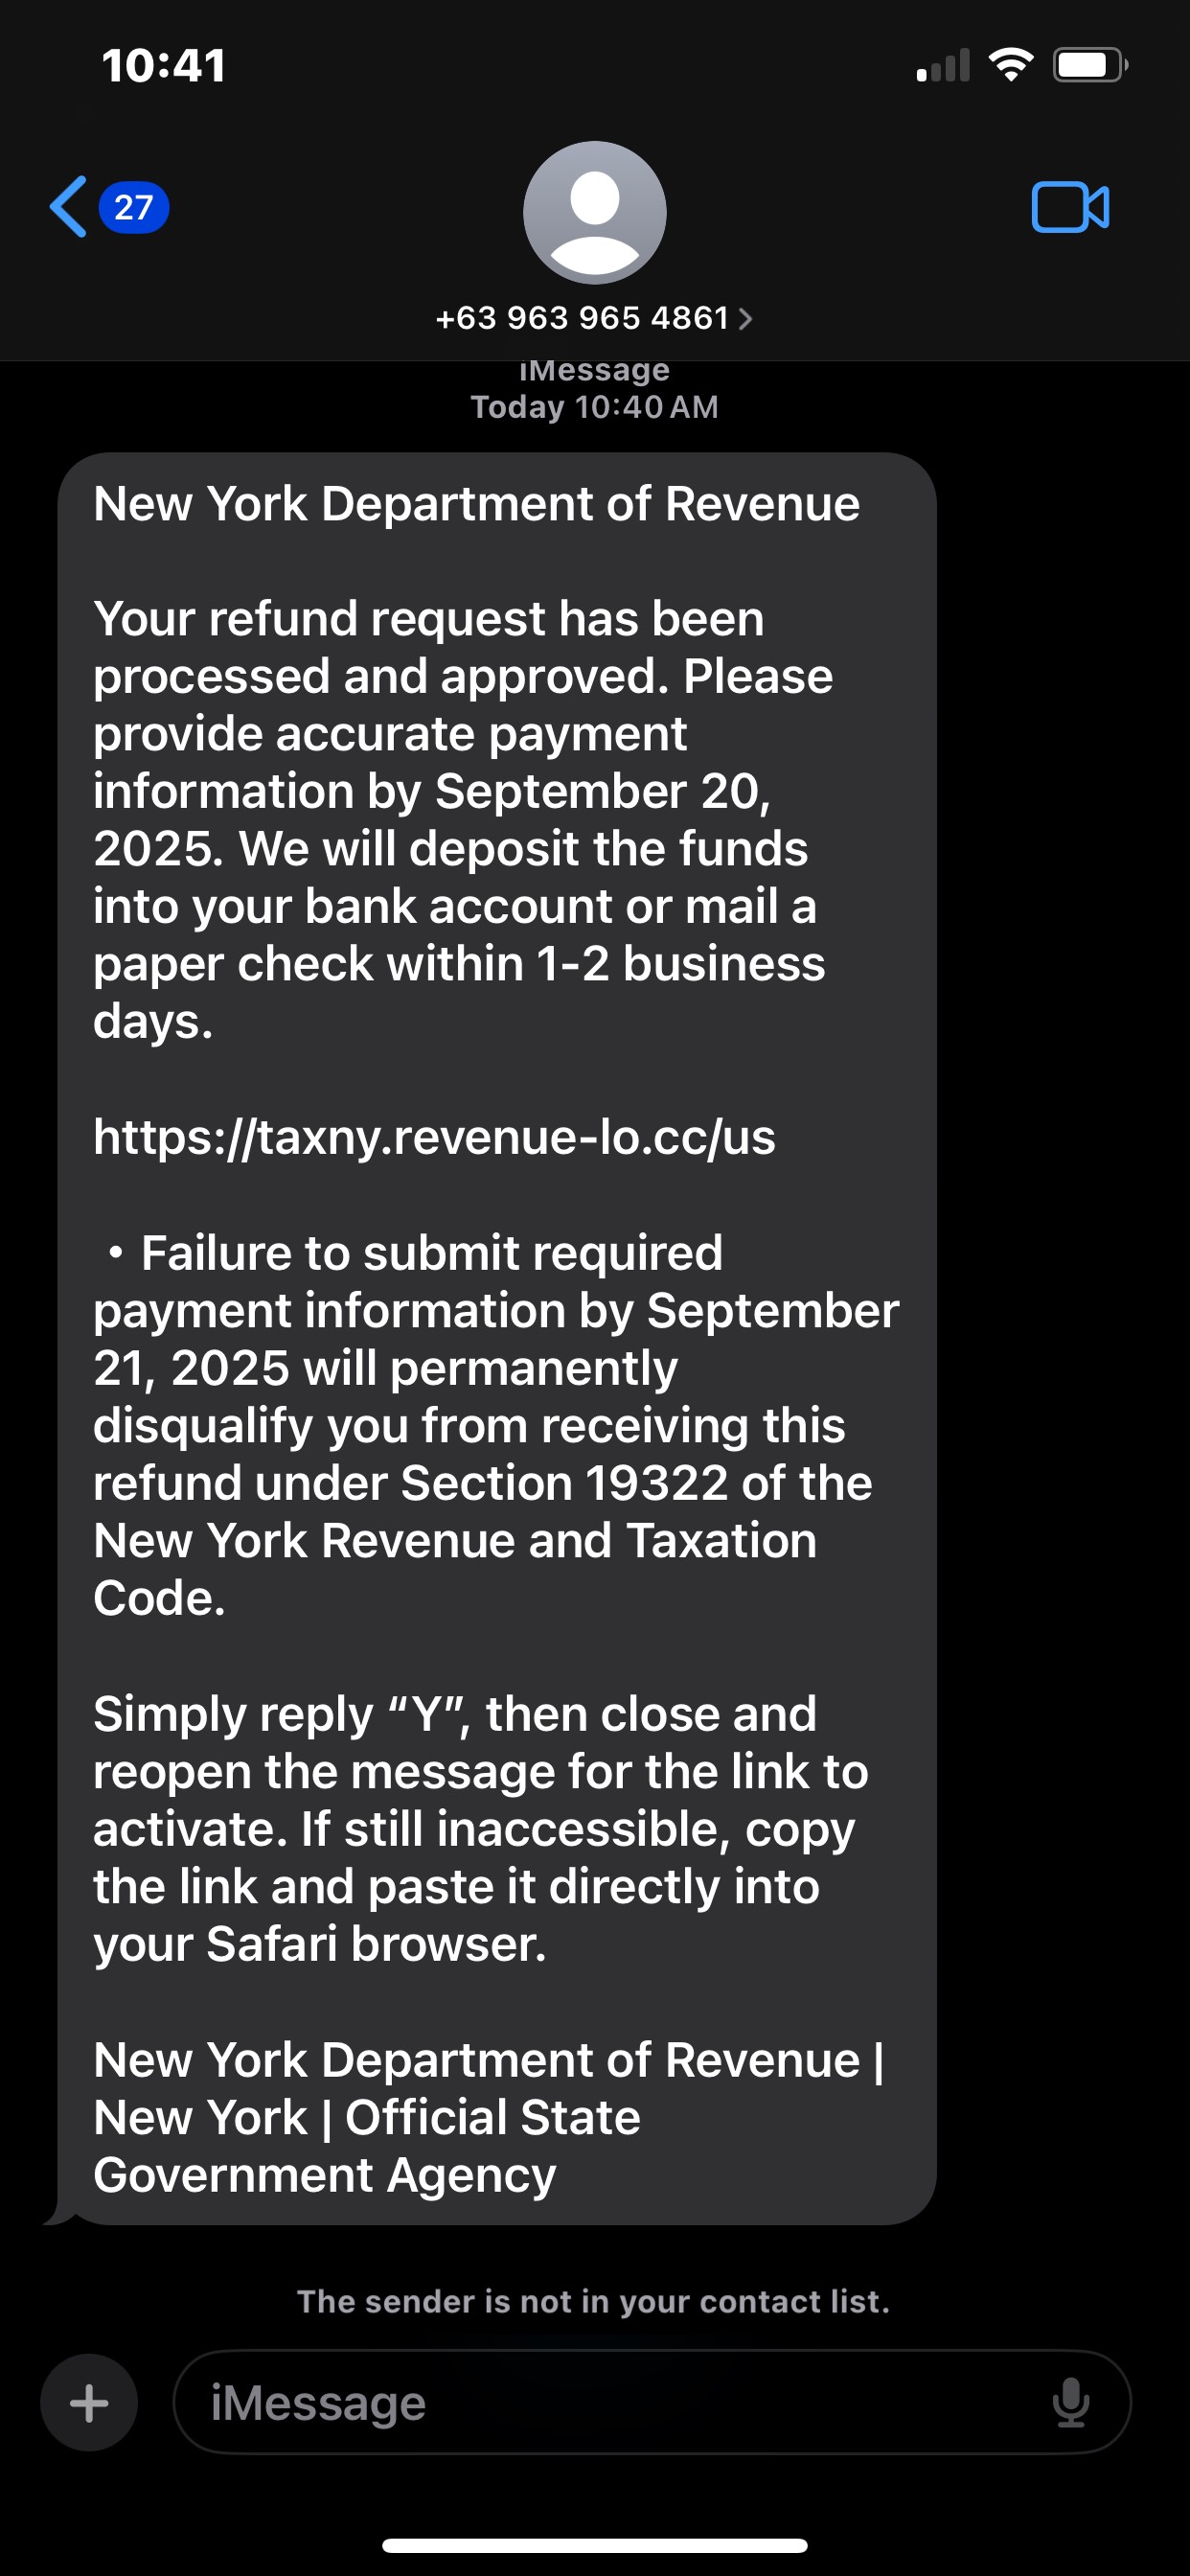 10:41
27
+63 963 965 4861
iMessage
Today 10:40 AM
New York Department of Revenue
Your refund request has been
processed and approved. Please
provide accurate payment
information by September 20,
2025. We will deposit the funds
into your bank account or mail a
paper check within 1-2 business
days.
https://taxny.revenue-lo.cc/us
• Failure to submit required
payment information by September
21, 2025 will permanently
disqualify you from receiving this
refund under Section 19322 of the
New York Revenue and Taxation
Code.
Simply reply “Y”, then close and
reopen the message for the link to
activate. If still inaccessible, copy
the link and paste it directly into
your Safari browser.
New York Department of Revenue |
New York | Official State
Government Agency
The sender is not in your contact list.
iMessage